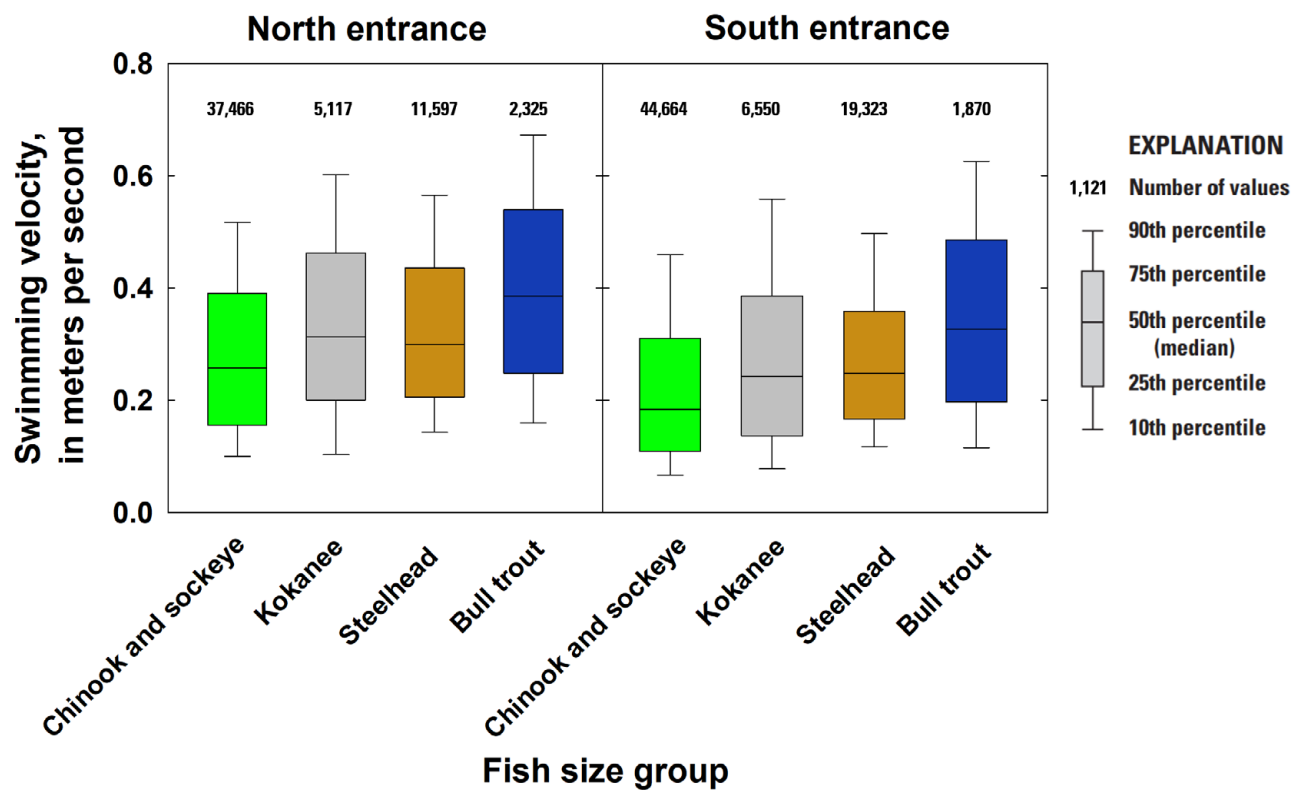 North entrance
South entrance
Swinmming velocity,
in meters per second
0.8
0.6
0.4
0.2
0.0
37,466
5,117
11,597
2,325
44,664
6,550
19,323
1,870
Chinook and sockeye
Kokanee
Steelhead
Bull trout
Chinook and sockeye
Kokanee
Steelhead
Bull trout
Fish size group
EXPLANATION
1,121 Number of values
90th percentile
75th percentile
50th percentile
(median)
25th percentile
10th percentile